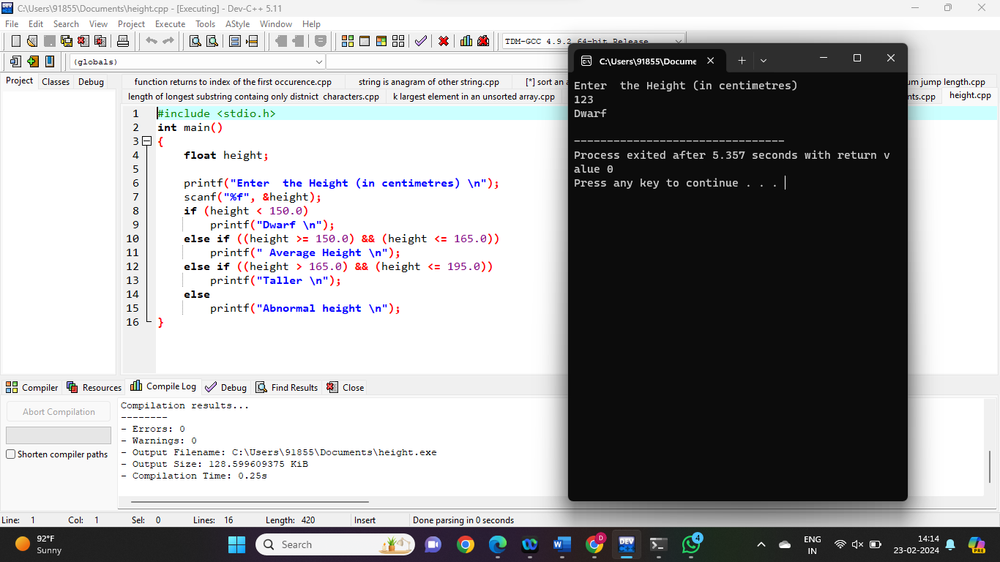 C:\Users\91855\Documents\height.cpp - [Executing] - Dev-C++ 5.11
File Edit Search View Project Execute Tools AStyle Window Help
TDM-GCC 4.9.2 64-bit Release
(globals)
Project Classes Debug
function returns to index of the first occurence.cpp string is anagram of other string.cpp [*] sort an a um jump length.cpp
length of longest substring containg only distnict characters.cpp k largest element in an unsorted array.cpp nts.cpp height.cpp
1 #include <stdio.h>
2 int main()
3 {
4 float height;
5
6 printf("Enter  the Height (in centimetres) \n");
7 scanf("%f", &height);
8 if (height < 150.0)
9 printf("Dwarf \n");
10 else if ((height >= 150.0) && (height <= 165.0))
11 printf(" Average Height \n");
12 else if ((height > 165.0) && (height <= 195.0))
13 printf("Taller \n");
14 else
15 printf("Abnormal height \n");
16 }
C:\Users\91855\Docume
Enter  the Height (in centimetres)
123
Dwarf
--------------------------------
Process exited after 5.357 seconds with return v
alue 0
Press any key to continue . . .
Compiler Resources Compile Log Debug Find Results Close
Abort Compilation
Shorten compiler paths
Compilation results...
--------
- Errors: 0
- Warnings: 0
- Output Filename: C:\Users\91855\Documents\height.exe
- Output Size: 128.599609375 KiB
- Compilation Time: 0.25s
Line: 1 Col: 1 Sel: 0 Lines: 16 Length: 420 Insert Done parsing in 0 seconds
92°F
Sunny
Search
D
DEV
4
ENG
IN
14:14
23-02-2024
PRE